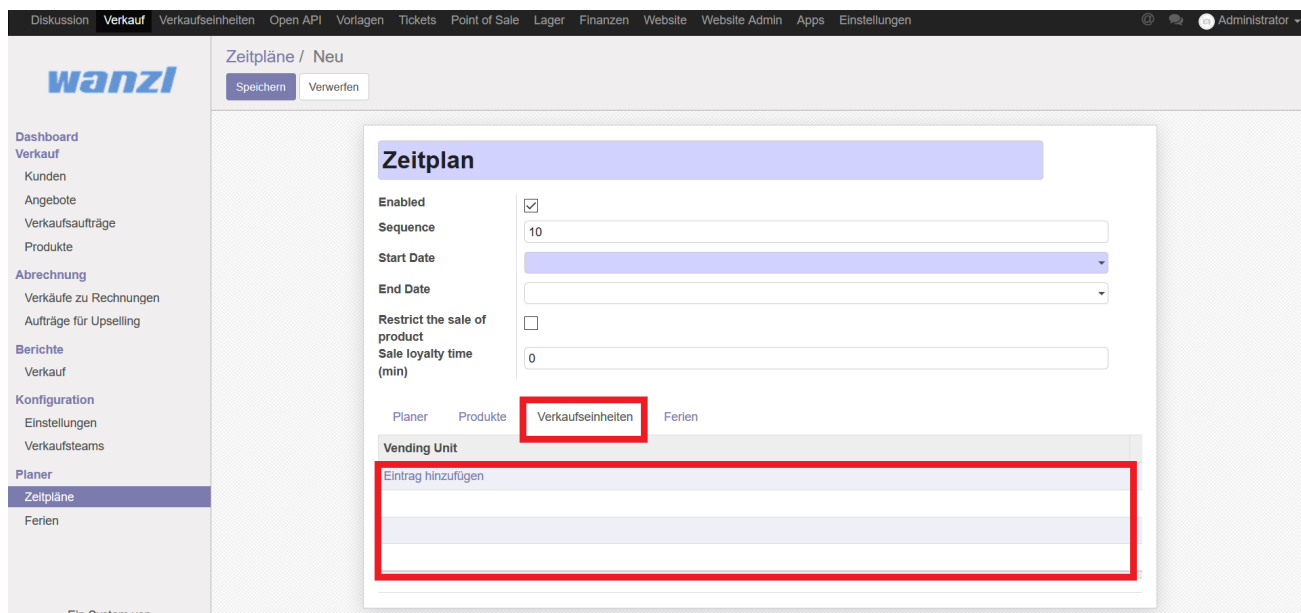 Diskussion Verkauf Verkaufseinheiten Open API Vorlagen Tickets Point of Sale Lager Finanzen Website Website Admin Apps Einstellungen @ Administrator
wanzl
Zeitpläne / Neu
Speichern Verwerfen
Dashboard
Verkauf
Kunden
Angebote
Verkaufsaufträge
Produkte
Abrechnung
Verkäufe zu Rechnungen
Aufträge für Upselling
Berichte
Verkauf
Konfiguration
Einstellungen
Verkaufsteams
Planer
Zeitpläne
Ferien
Zeitplan
Enabled
Sequence 10
Start Date
End Date
Restrict the sale of
product
Sale loyalty time
(min) 0
Planer Produkte Verkaufseinheiten Ferien
Vending Unit
Eintrag hinzufügen